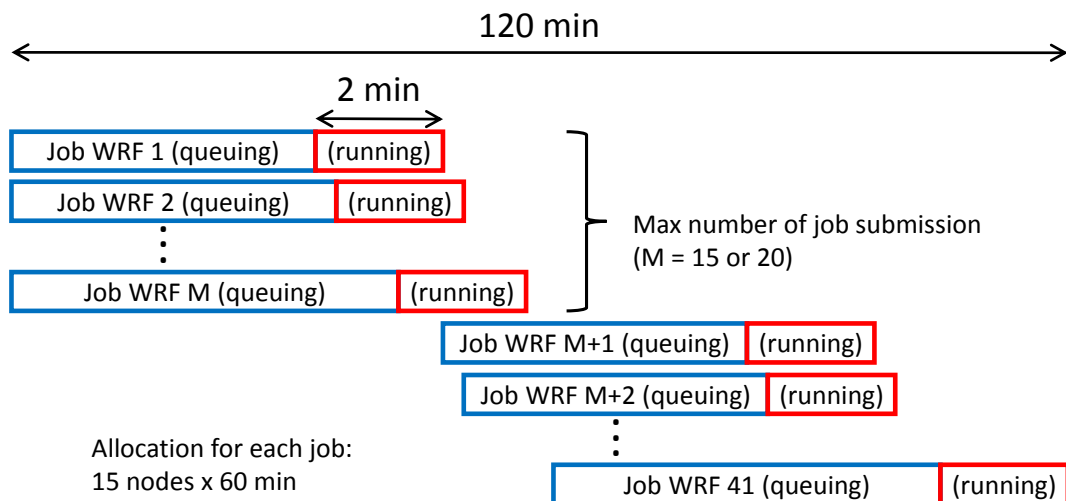 120 min
2 min
Job WRF 1 (queuing) (running)
Job WRF 2 (queuing) (running)
Job WRF M (queuing) (running)
Max number of job submission
(M = 15 or 20)
Job WRF M+1 (queuing) (running)
Job WRF M+2 (queuing) (running)
Allocation for each job:
15 nodes x 60 min
Job WRF 41 (queuing) (running)